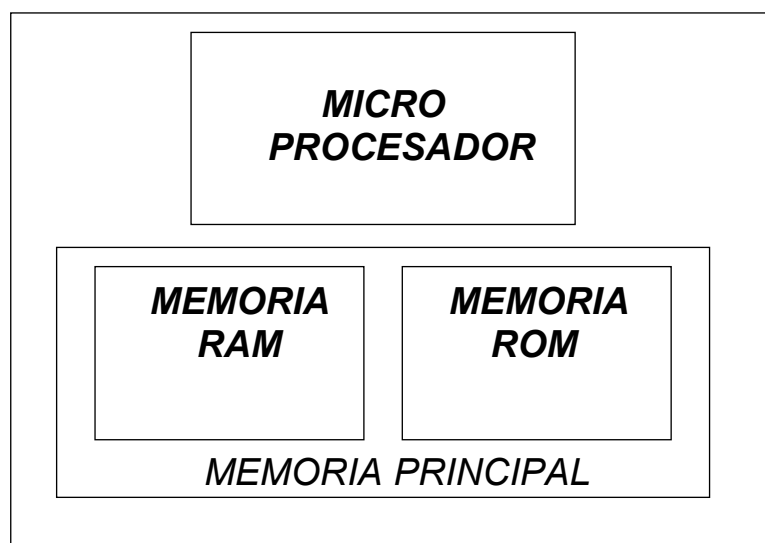 MICRO
PROCESADOR
MEMORIA
RAM
MEMORIA
ROM
MEMORIA PRINCIPAL